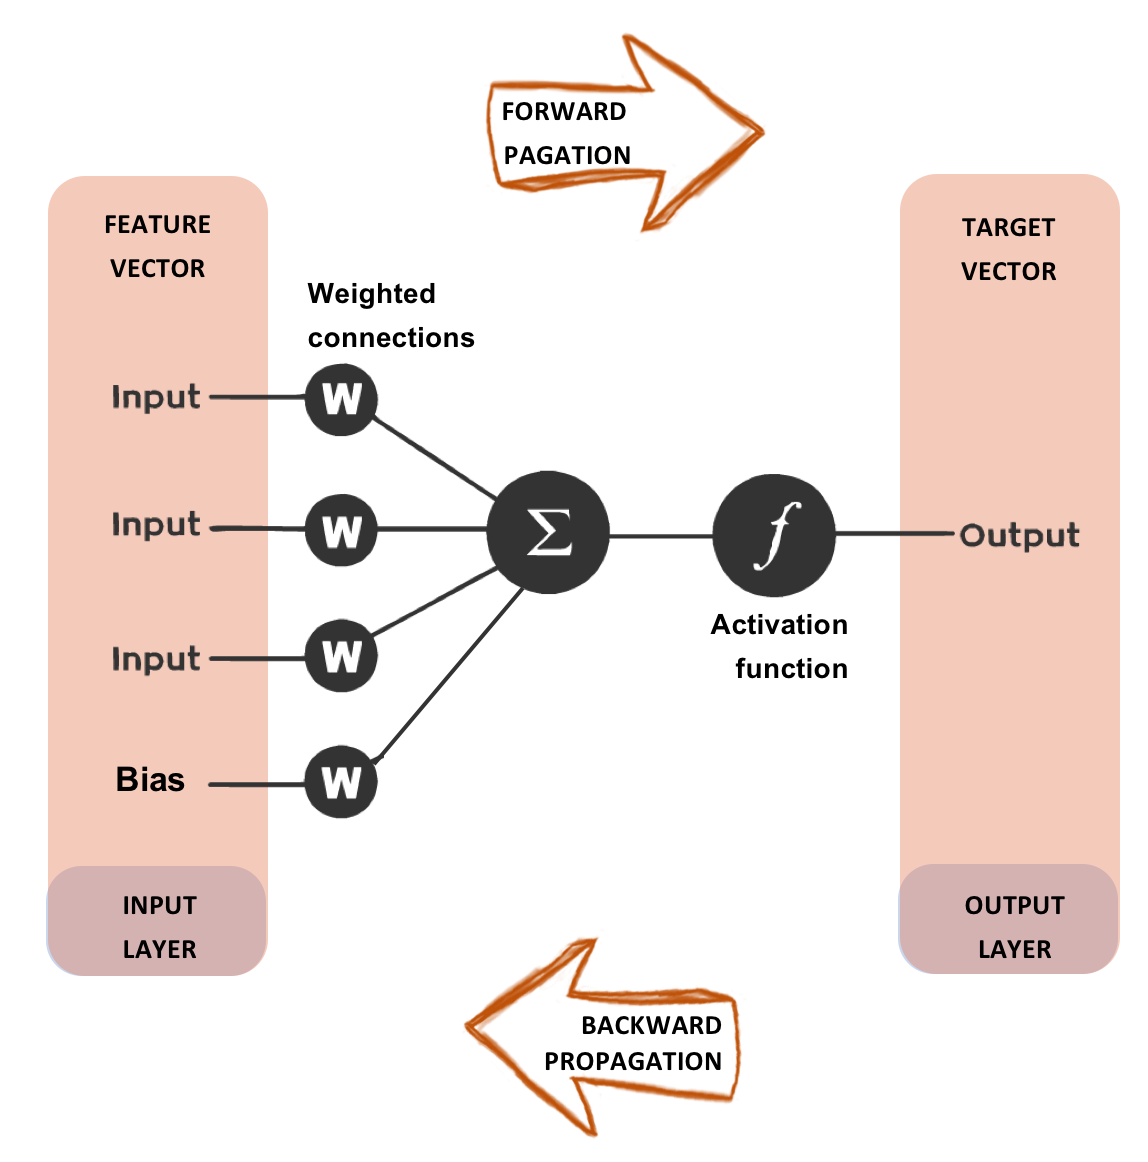 FORWARD
PAGATION
FEATURE
VECTOR
TARGET
VECTOR
Weighted
connections
Input
W
Input
W
Σ
f
Output
Activation
function
Input
W
Bias
W
INPUT
LAYER
OUTPUT
LAYER
BACKWARD
PROPAGATION